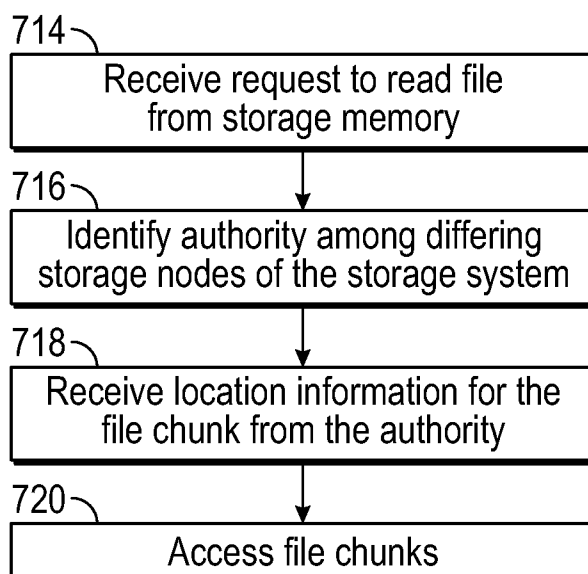 714
Receive request to read file
from storage memory
716
Identify authority among differing
storage nodes of the storage system
718
Receive location information for the
file chunk from the authority
720
Access file chunks